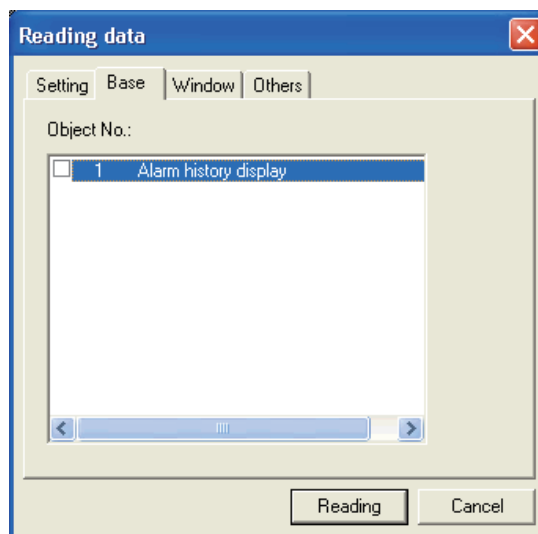 Reading data
Setting Base Window Others
Object No.:
1 Alarm history display
Reading Cancel